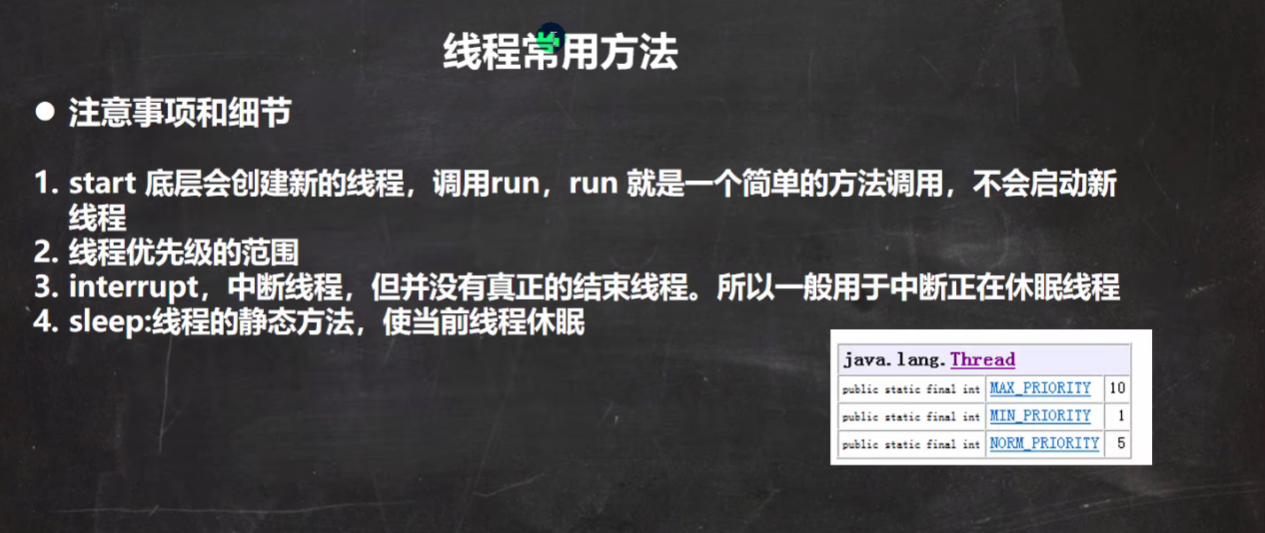 线程常用方法
● 注意事项和细节
1. start 底层会创建新的线程，调用run，run 就是一个简单的方法调用，不会启动新
线程
2. 线程优先级的范围
3. interrupt，中断线程，但并没有真正的结束线程。所以一般用于中断正在休眠线程
4. sleep:线程的静态方法，使当前线程休眠
java.lang.Thread
public static final int MAX_PRIORITY 10
public static final int MIN_PRIORITY 1
public static final int NORM_PRIORITY 5